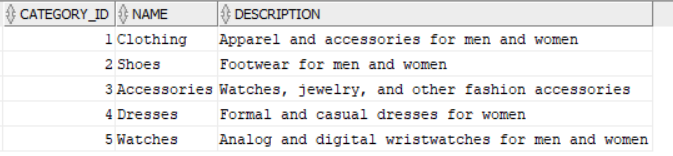 CATEGORY_ID NAME DESCRIPTION
1 Clothing Apparel and accessories for men and women
2 Shoes Footwear for men and women
3 Accessories Watches, jewelry, and other fashion accessories
4 Dresses Formal and casual dresses for women
5 Watches Analog and digital wristwatches for men and women